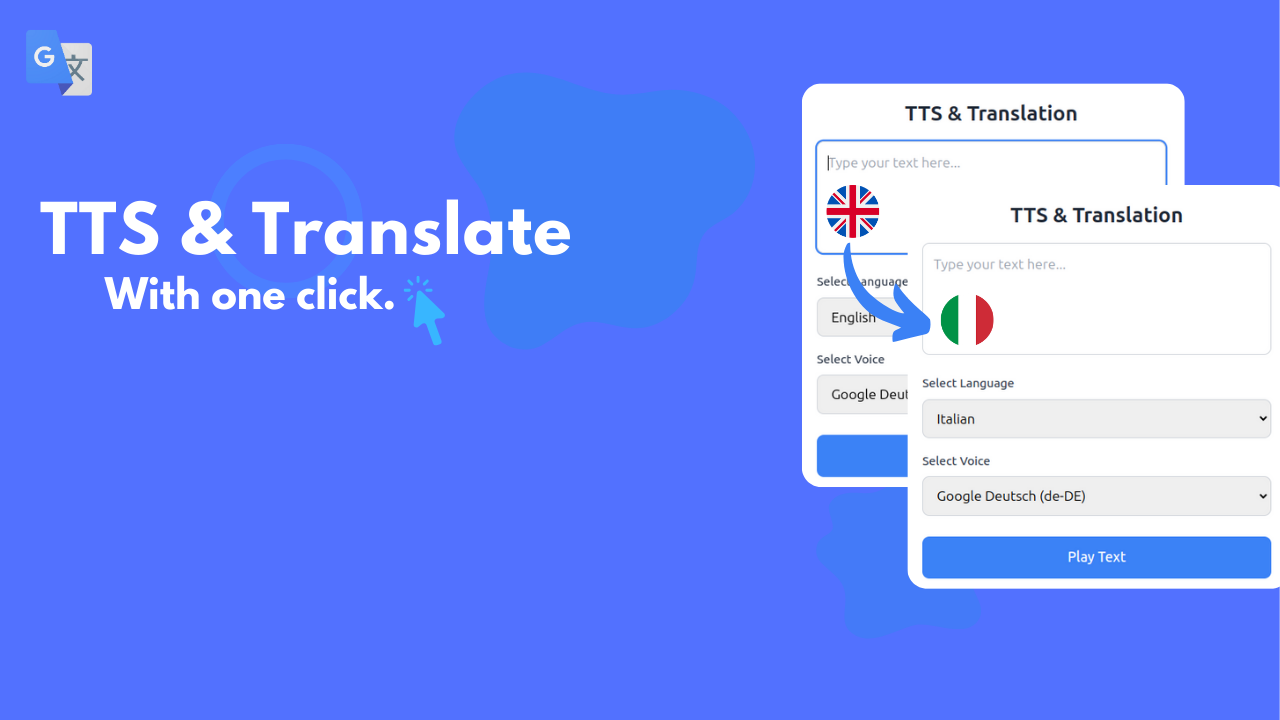 G
文
TTS & Translate
With one click.
TTS & Translation
Type your text here...
Select Language
English
Select Voice
Google Deut
TTS & Translation
Type your text here...
Select Language
Italian
Select Voice
Google Deutsch (de-DE)
Play Text